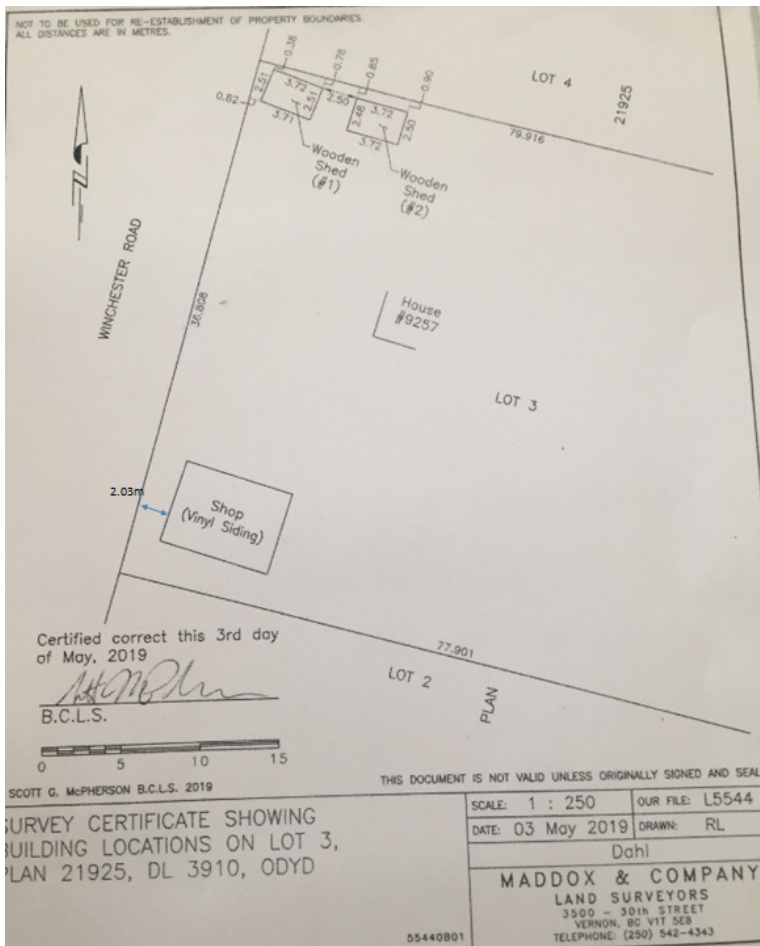 NOT TO BE USED FOR RE-ESTABLISHMENT OF PROPERTY BOUNDARIES.
ALL DISTANCES ARE IN METRES.
0.38
0.78
0.85
0.90
LOT 4
21925
2.51
3.72
2.51
2.50
3.72
2.48
2.50
0.62
3.71
3.72
79.916
Wooden
Shed
(#1)
Wooden
Shed
(#2)
WINCHESTER ROAD
36.808
House
#9257
LOT 3
2.03m
Shop
(Vinyl Siding)
Certified correct this 3rd day
of May, 2019
B.C.L.S.
77.901
LOT 2
PLAN
0 5 10 15
SCOTT G. McPHERSON B.C.L.S. 2019
THIS DOCUMENT IS NOT VALID UNLESS ORIGINALLY SIGNED AND SEAL
SURVEY CERTIFICATE SHOWING
BUILDING LOCATIONS ON LOT 3,
PLAN 21925, DL 3910, ODYD
55440B01
SCALE: 1 : 250
OUR FILE: L5544
DATE: 03 May 2019
DRAWN: RL
Dahl
MADDOX & COMPANY
LAND SURVEYORS
3500 - 30th STREET
VERNON, BC V1T 5E8
TELEPHONE: (250) 542-4343